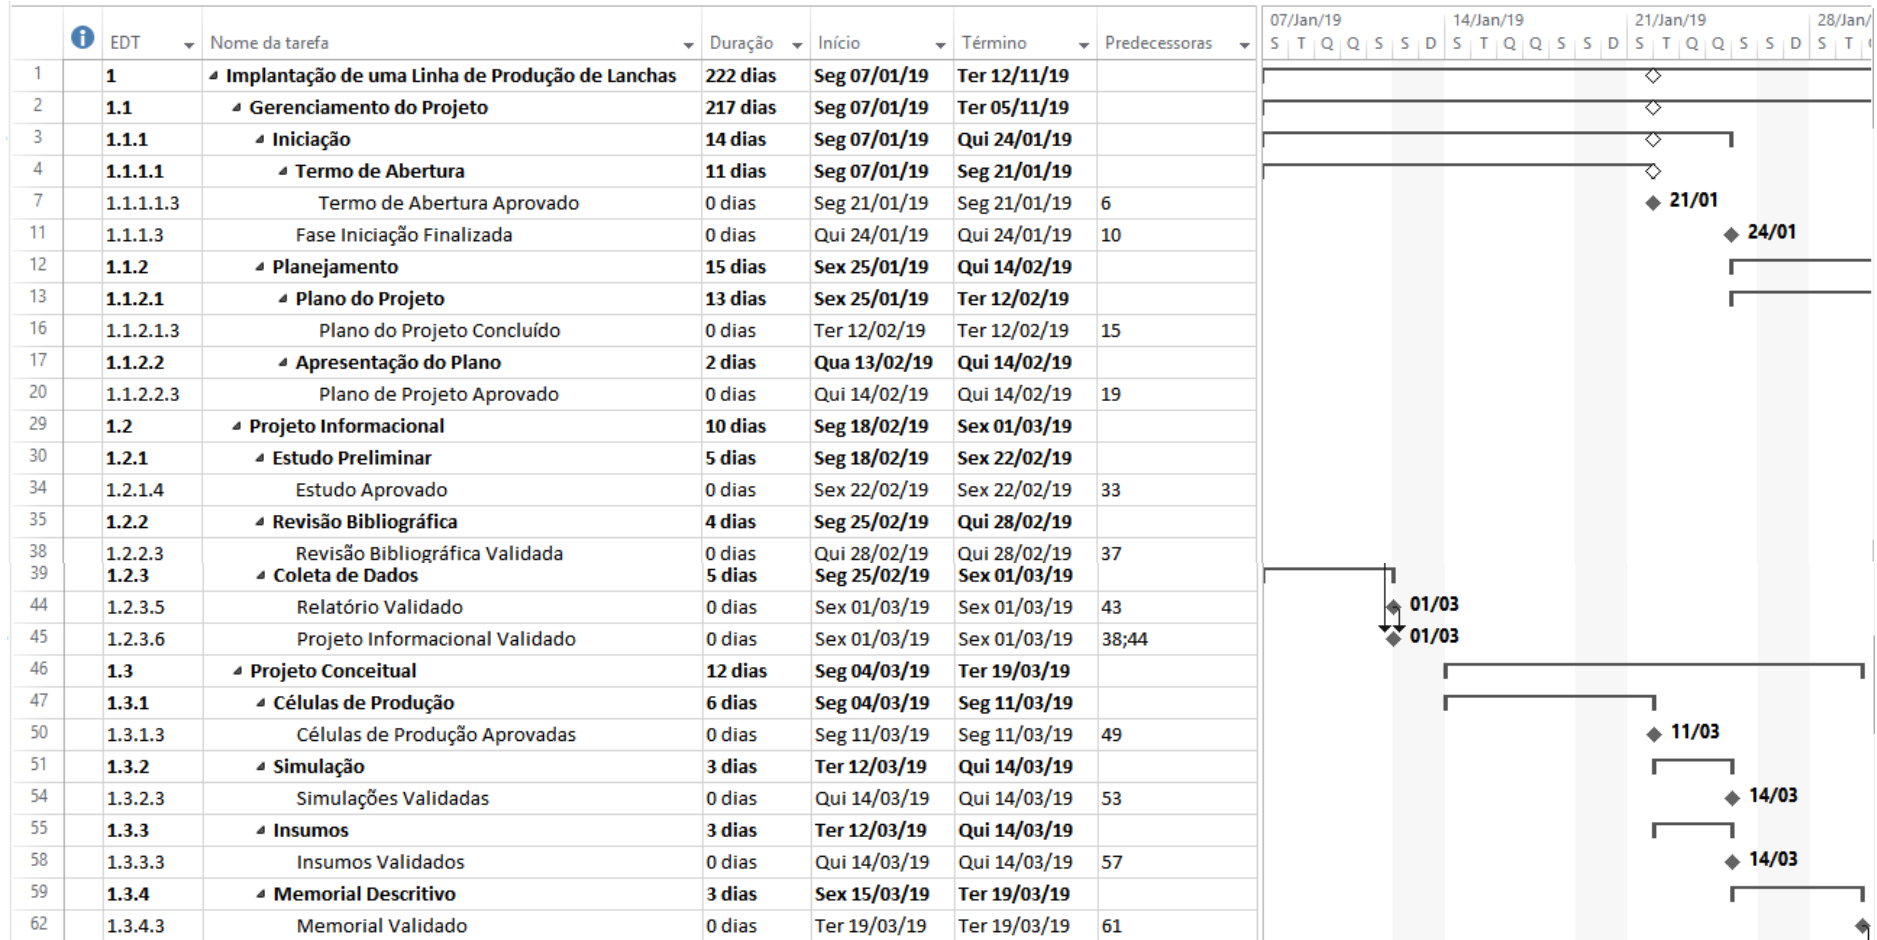 07/Jan/19 14/Jan/19 21/Jan/19 28/Jan/
EDT Nome da tarefa Duração Início Término Predecessoras S T Q Q S S D S T Q Q S S D S T Q Q S S D S T
1 1 Implantação de uma Linha de Produção de Lanchas 222 dias Seg 07/01/19 Ter 12/11/19
2 1.1 Gerenciamento do Projeto 217 dias Seg 07/01/19 Ter 05/11/19
3 1.1.1 Iniciação 14 dias Seg 07/01/19 Qui 24/01/19
4 1.1.1.1 Termo de Abertura 11 dias Seg 07/01/19 Seg 21/01/19
7 1.1.1.1.3 Termo de Abertura Aprovado 0 dias Seg 21/01/19 Seg 21/01/19 6 21/01
11 1.1.1.3 Fase Iniciação Finalizada 0 dias Qui 24/01/19 Qui 24/01/19 10 24/01
12 1.1.2 Planejamento 15 dias Sex 25/01/19 Qui 14/02/19
13 1.1.2.1 Plano do Projeto 13 dias Sex 25/01/19 Ter 12/02/19
16 1.1.2.1.3 Plano do Projeto Concluído 0 dias Ter 12/02/19 Ter 12/02/19 15
17 1.1.2.2 Apresentação do Plano 2 dias Qua 13/02/19 Qui 14/02/19
20 1.1.2.2.3 Plano de Projeto Aprovado 0 dias Qui 14/02/19 Qui 14/02/19 19
29 1.2 Projeto Informacional 10 dias Seg 18/02/19 Sex 01/03/19
30 1.2.1 Estudo Preliminar 5 dias Seg 18/02/19 Sex 22/02/19
34 1.2.1.4 Estudo Aprovado 0 dias Sex 22/02/19 Sex 22/02/19 33
35 1.2.2 Revisão Bibliográfica 4 dias Seg 25/02/19 Qui 28/02/19
38 1.2.2.3 Revisão Bibliográfica Validada 0 dias Qui 28/02/19 Qui 28/02/19 37
39 1.2.3 Coleta de Dados 5 dias Seg 25/02/19 Sex 01/03/19
44 1.2.3.5 Relatório Validado 0 dias Sex 01/03/19 Sex 01/03/19 43 01/03
45 1.2.3.6 Projeto Informacional Validado 0 dias Sex 01/03/19 Sex 01/03/19 38;44 01/03
46 1.3 Projeto Conceitual 12 dias Seg 04/03/19 Ter 19/03/19
47 1.3.1 Células de Produção 6 dias Seg 04/03/19 Seg 11/03/19
50 1.3.1.3 Células de Produção Aprovadas 0 dias Seg 11/03/19 Seg 11/03/19 49 11/03
51 1.3.2 Simulação 3 dias Ter 12/03/19 Qui 14/03/19
54 1.3.2.3 Simulações Validadas 0 dias Qui 14/03/19 Qui 14/03/19 53 14/03
55 1.3.3 Insumos 3 dias Ter 12/03/19 Qui 14/03/19
58 1.3.3.3 Insumos Validados 0 dias Qui 14/03/19 Qui 14/03/19 57 14/03
59 1.3.4 Memorial Descritivo 3 dias Sex 15/03/19 Ter 19/03/19
62 1.3.4.3 Memorial Validado 0 dias Ter 19/03/19 Ter 19/03/19 61